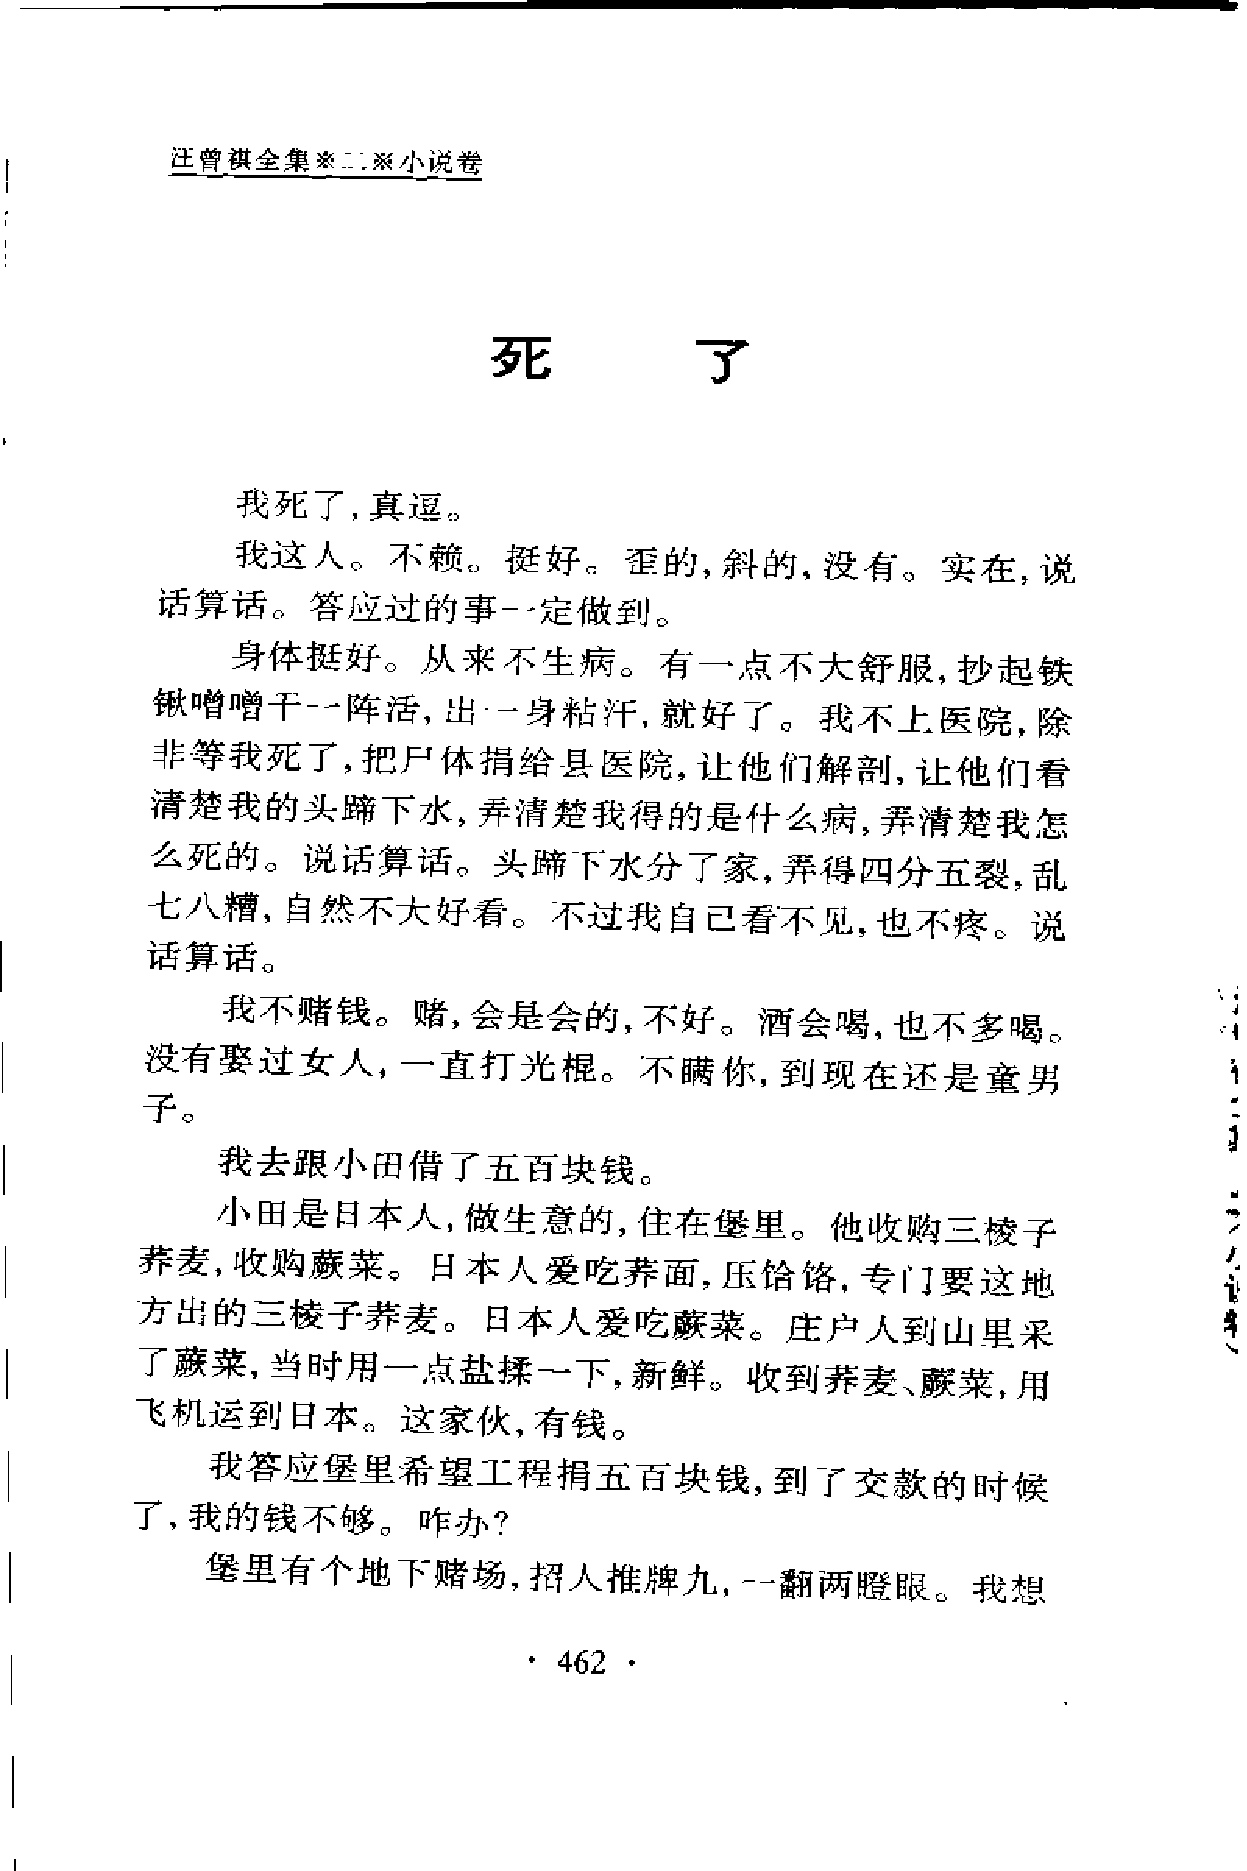 汪曾祺全集※二※小说卷
死 了
我死了,真逗。
我这人。不赖。挺好。歪的,斜的,没有。实在,说
话算话。答应过的事一定做到。
身体挺好。从来不生病。有一点不大舒服,抄起铁
锹噌噌干一阵活,出一身粘汗,就好了。我不上医院,除
非等我死了,把尸体捐给县医院,让他们解剖,让他们看
清楚我的头蹄下水,弄清楚我得的是什么病,弄清楚我怎
么死的。说话算话。头蹄下水分了家,弄得四分五裂,乱
七八糟,自然不大好看。不过我自己看不见,也不疼。说
话算话。
我不赌钱。赌,会是会的,不好。酒会喝,也不多喝。
没有娶过女人,一直打光棍。不瞒你,到现在还是童男
子。
我去跟小田借了五百块钱。
小田是日本人,做生意的,住在堡里。他收购三棱子
荞麦,收购蕨菜。日本人爱吃荞面,压饸饹,专门要这地
方出的三棱子荞麦。日本人爱吃蕨菜。庄户人到山里采
了蕨菜,当时用一点盐揉一下,新鲜。收到荞麦、蕨菜,用
飞机运到日本。这家伙,有钱。
我答应堡里希望工程捐五百块钱,到了交款的时候
了,我的钱不够。咋办?
堡里有个地下赌场,招人推牌九,一翻两瞪眼。我想
· 462 ·